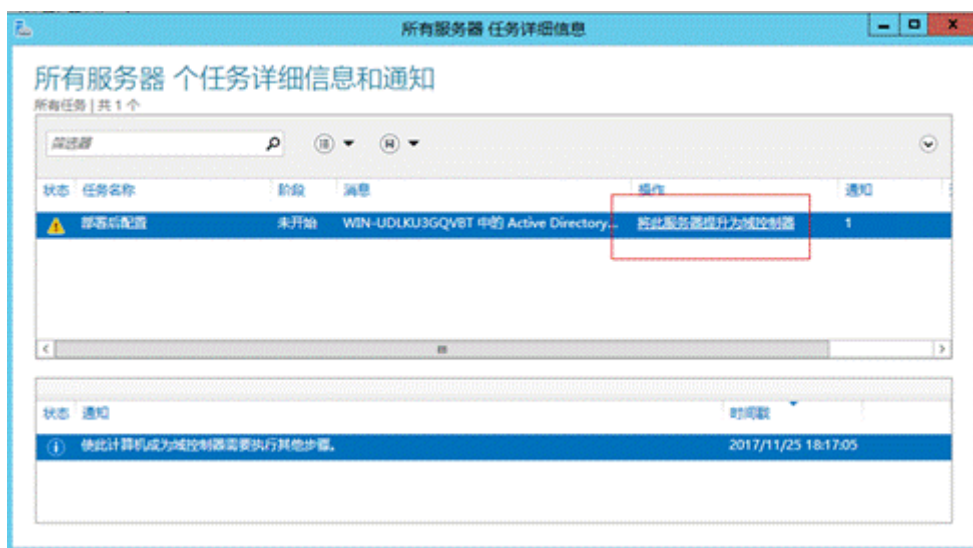 所有服务器 任务详细信息
所有服务器 个任务详细信息和通知
所有任务 | 共 1 个
筛选器
状态 任务名称 阶段 消息 操作 通知
部署后配置 未开始 WIN-UDLKU3GQVBT 中的 Active Directory... 将此服务器提升为域控制器 1
状态 通知 时间戳
使此计算机成为域控制器需要执行其他步骤。 2017/11/25 18:17:05